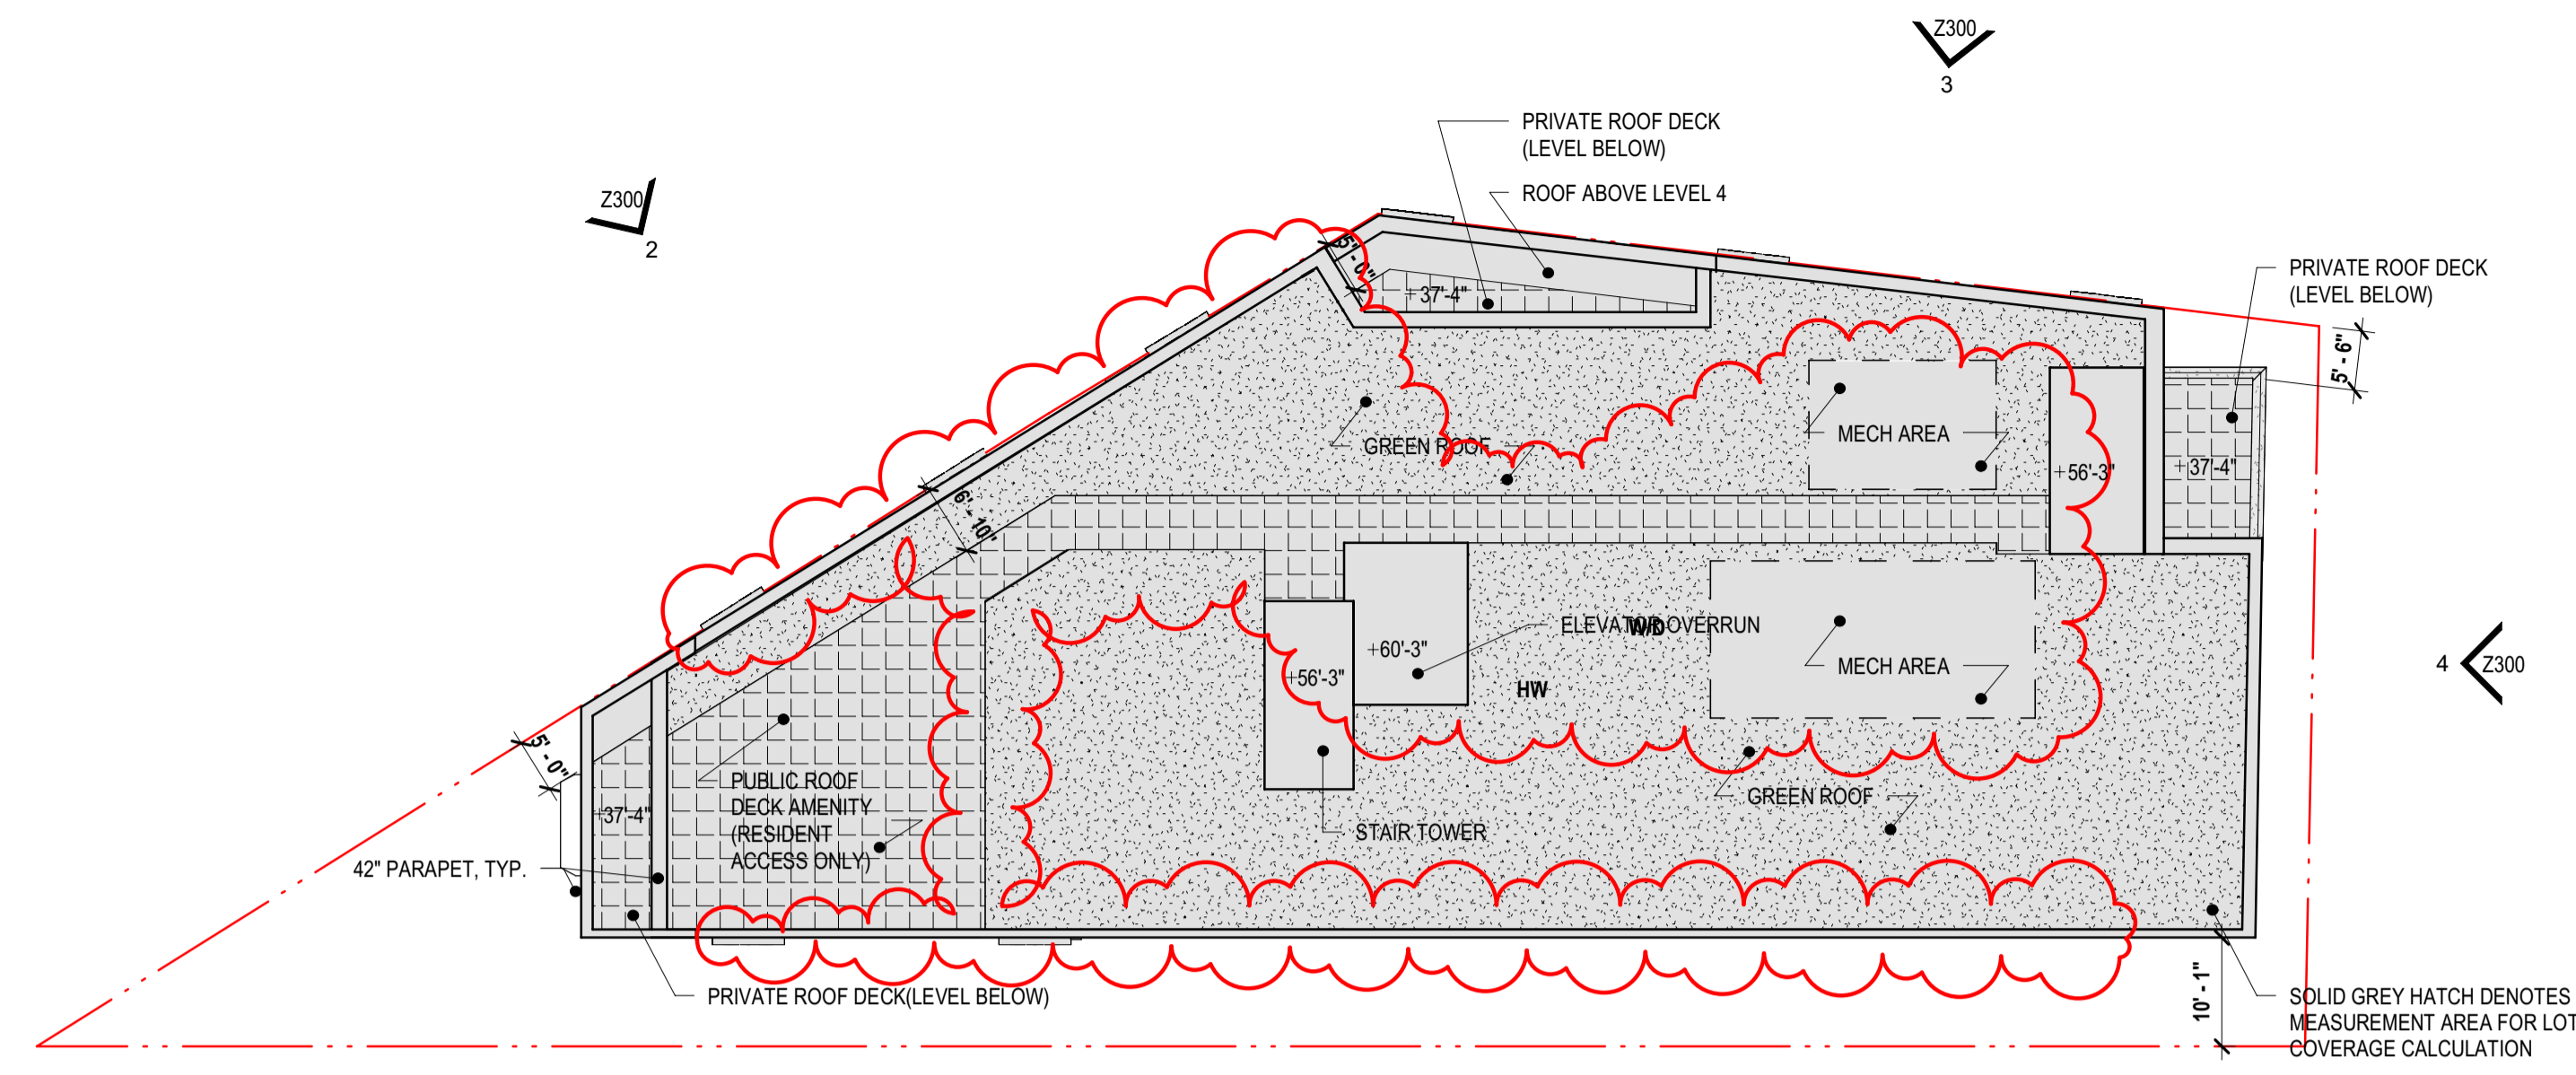 Z300
3
PRIVATE ROOF DECK
(LEVEL BELOW)
ROOF ABOVE LEVEL 4
Z300
2
5' - 0"
+37'-4"
PRIVATE ROOF DECK
(LEVEL BELOW)
5' - 6"
GREEN ROOF
MECH AREA
+56'-3"
+37'-4"
6' - 10"
ELEVATOR OVERRUN
W/D
+60'-3"
+56'-3"
HW
MECH AREA
4
Z300
5' - 0"
PUBLIC ROOF
DECK AMENITY
(RESIDENT
ACCESS ONLY)
+37'-4"
GREEN ROOF
STAIR TOWER
42" PARAPET, TYP.
PRIVATE ROOF DECK(LEVEL BELOW)
10' - 1"
SOLID GREY HATCH DENOTES
MEASUREMENT AREA FOR LOT
COVERAGE CALCULATION